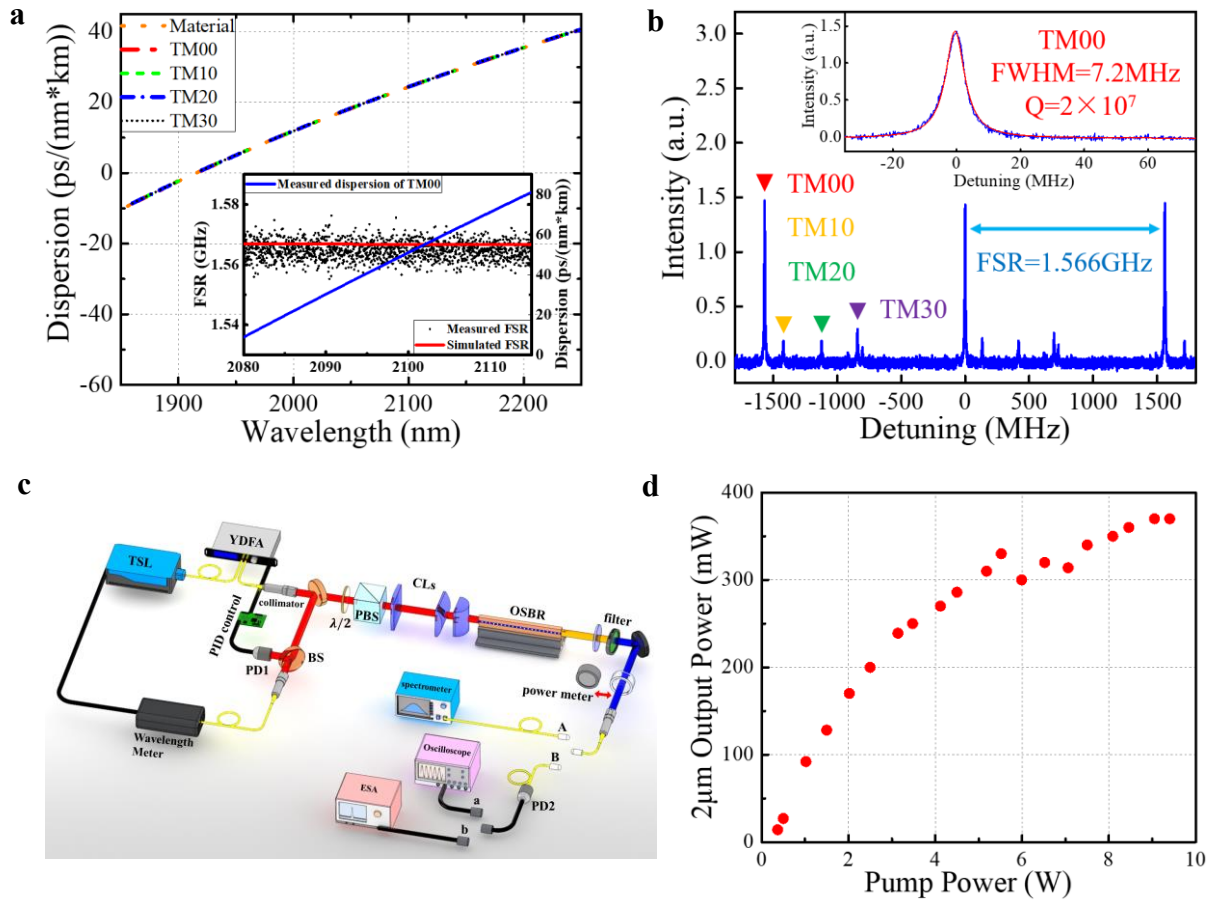 a
Dispersion (ps/(nm*km))
40
20
0
-20
-40
-60
Material
TM00
TM10
TM20
TM30
Measured dispersion of TM00
FSR (GHz)
1.58
1.56
1.54
Dispersion (ps/(nm*km))
80
60
40
20
0
Measured FSR
Simulated FSR
2080 2090 2100 2110
1900 2000 2100 2200
Wavelength (nm)
b
Intensity (a.u.)
3.0
2.5
2.0
1.5
1.0
0.5
0.0
Intensity (a.u.)
1.5
1.0
0.5
0.0
TM00
FWHM=7.2MHz
Q=2×10⁷
-20 0 20 40 60
Detuning (MHz)
TM00
TM10
TM20
TM30
FSR=1.566GHz
-1500 -1000 -500 0 500 1000 1500
Detuning (MHz)
c
YDFA
TSL
collimator
PID control
λ/2
PBS
CLs
OSBR
filter
PD1
BS
power meter
Wavelength
Meter
spectrometer
A
B
Oscilloscope
ESA
a
b
PD2
d
2μm Output Power (mW)
400
300
200
100
0
0 2 4 6 8 10
Pump Power (W)